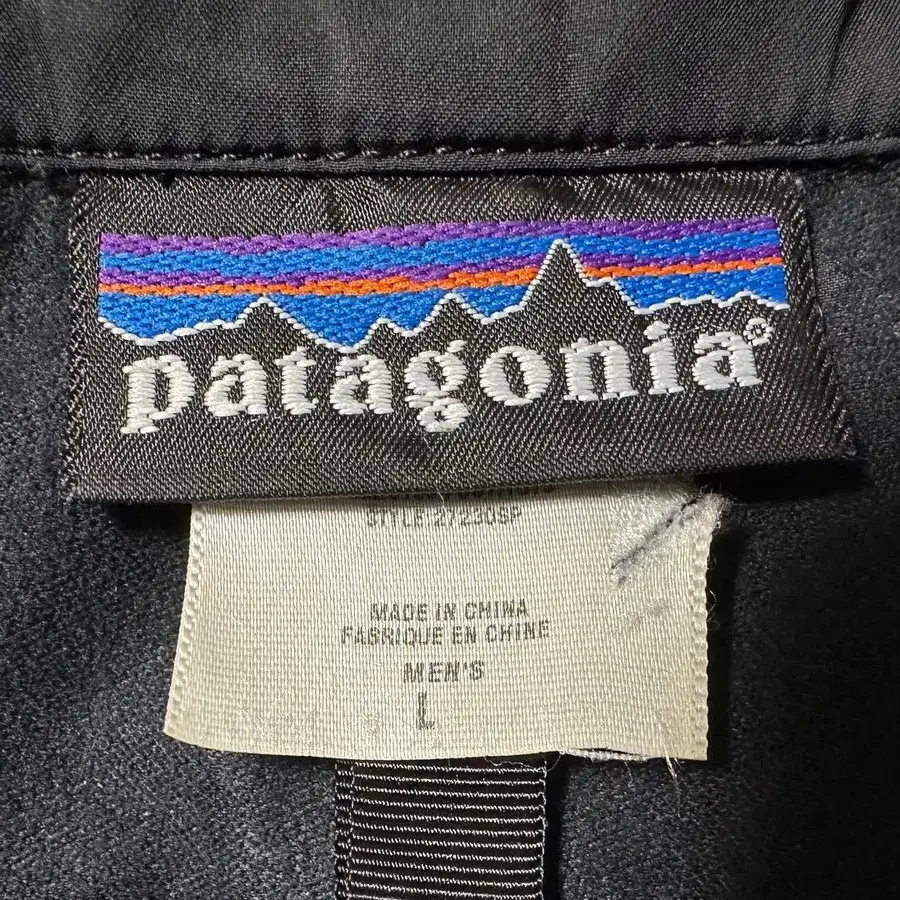 patagonia®
STYLE:27230SP
MADE IN CHINA
FABRIQUE EN CHINE
MEN'S
L